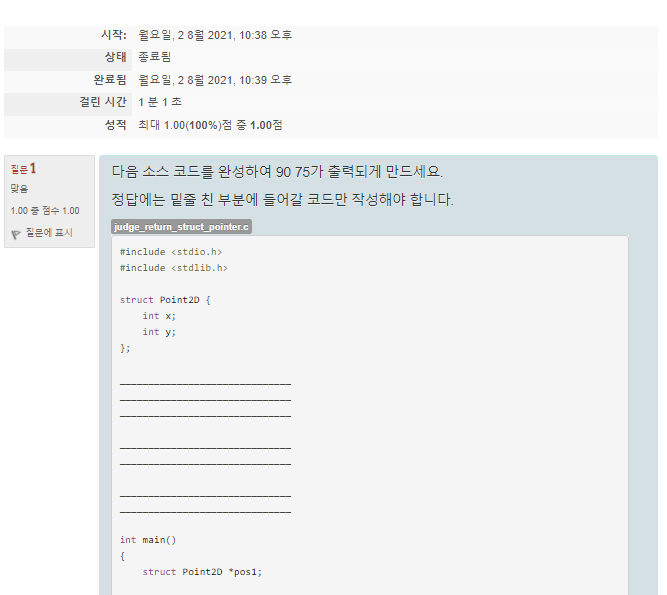 시작: 월요일, 2 8월 2021, 10:38 오후
상태 종료됨
완료됨 월요일, 2 8월 2021, 10:39 오후
걸린 시간 1 분 1 초
성적 최대 1.00(100%)점 중 1.00점
질문 1
맞음
1.00 중 점수 1.00
질문에 표시
다음 소스 코드를 완성하여 90 75가 출력되게 만드세요.
정답에는 밑줄 친 부분에 들어갈 코드만 작성해야 합니다.
judge_return_struct_pointer.c
#include <stdio.h>
#include <stdlib.h>
struct Point2D {
    int x;
    int y;
};
______________________________
______________________________
______________________________
______________________________
______________________________
______________________________
______________________________
int main()
{
    struct Point2D *pos1;